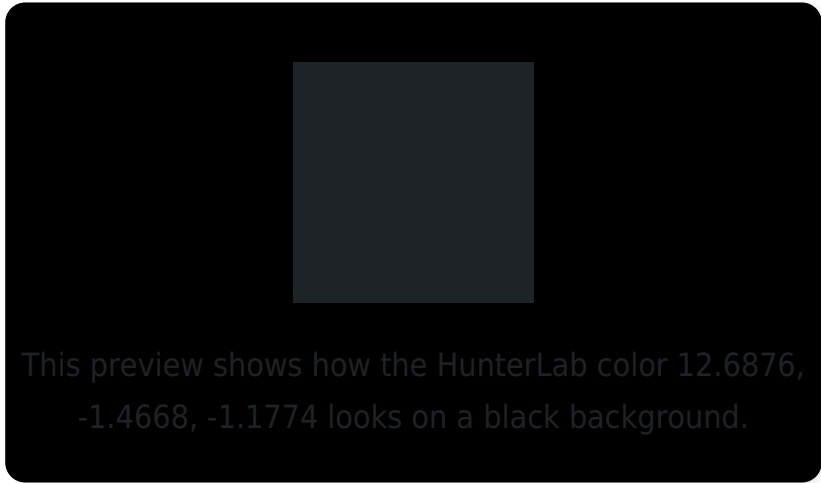 This preview shows how the HunterLab color 12.6876,
-1.4668, -1.1774 looks on a black background.